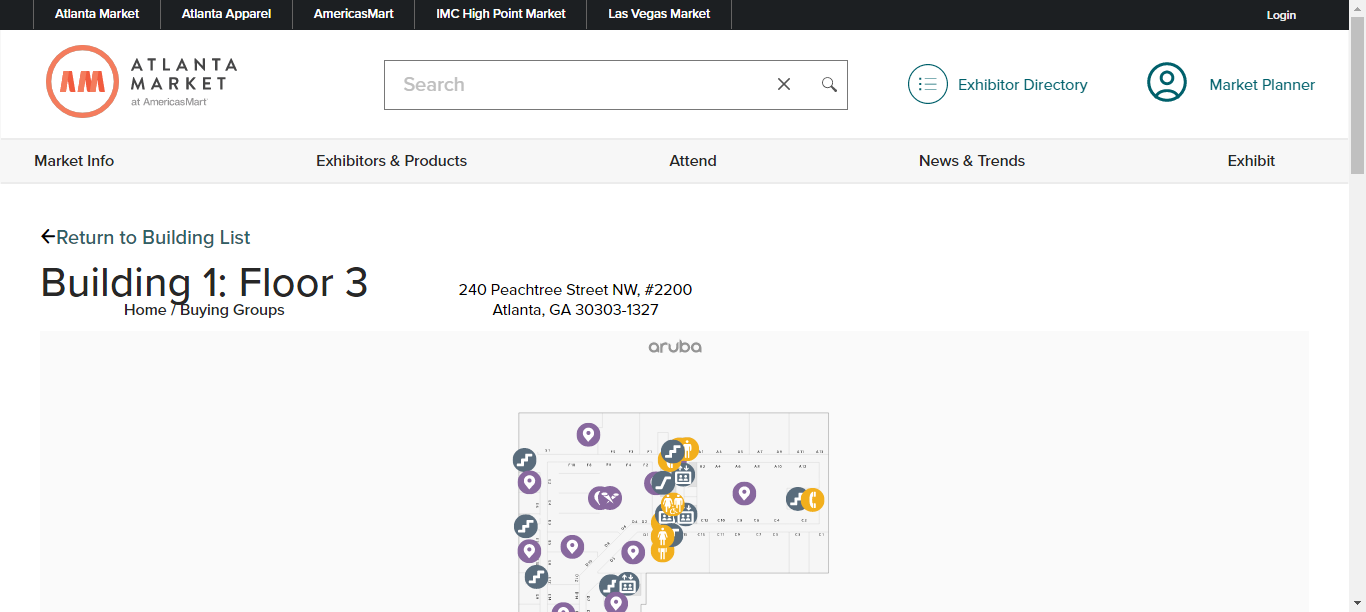 Atlanta Market Atlanta Apparel AmericasMart IMC High Point Market Las Vegas Market Login
ATLANTA
MARKET
at AmericasMart
Search
Exhibitor Directory
Market Planner
Market Info Exhibitors & Products Attend News & Trends Exhibit
Return to Building List
Building 1: Floor 3
Home / Buying Groups
240 Peachtree Street NW, #2200
Atlanta, GA 30303-1327
aruba